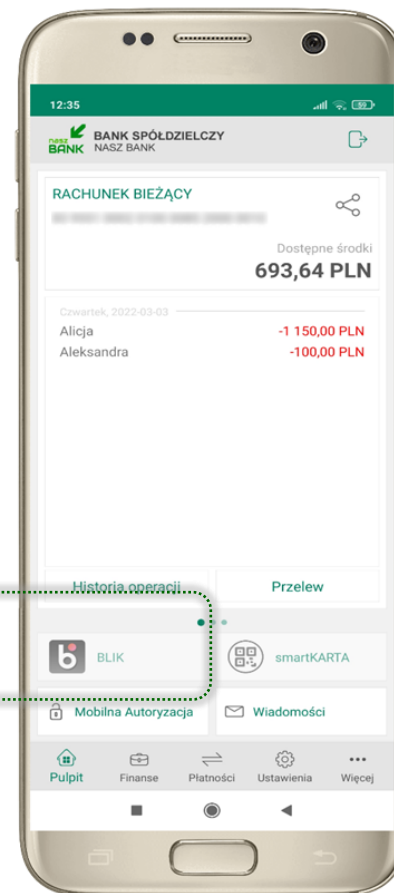 12:35
nasz
BANK
BANK SPÓŁDZIELCZY
NASZ BANK
RACHUNEK BIEŻĄCY
Dostępne środki
693,64 PLN
Czwartek, 2022-03-03
Alicja -1 150,00 PLN
Aleksandra -100,00 PLN
Historia operacji Przelew
BLIK smartKARTA
Mobilna Autoryzacja Wiadomości
Pulpit Finanse Płatności Ustawienia Więcej